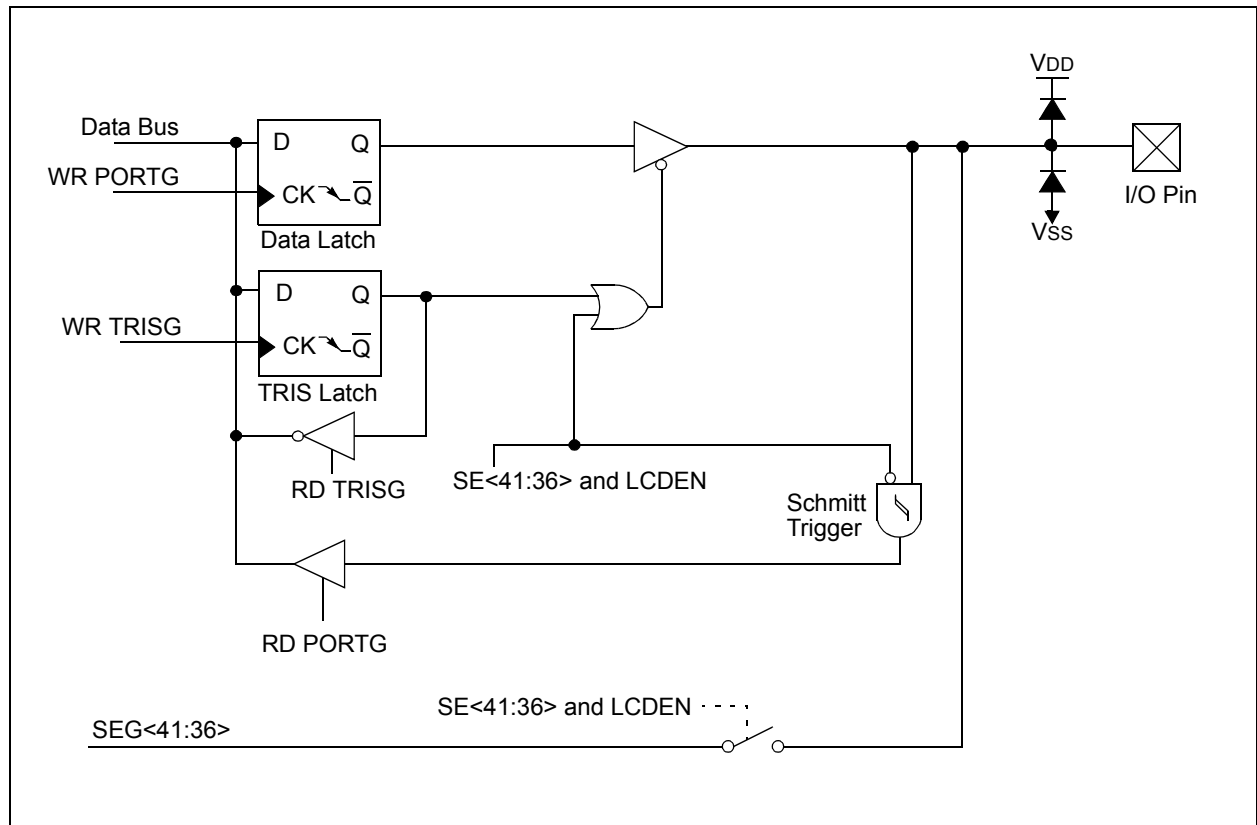 VDD
Data Bus
D Q
WR PORTG
CK Q̅
I/O Pin
Data Latch
VSS
D Q
WR TRISG
CK Q̅
TRIS Latch
RD TRISG
SE<41:36> and LCDEN
Schmitt
Trigger
RD PORTG
SE<41:36> and LCDEN
SEG<41:36>